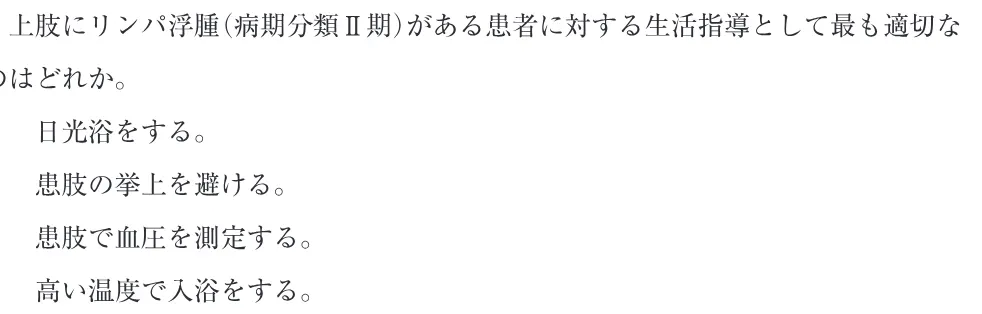 上肢にリンパ浮腫(病期分類Ⅱ期)がある患者に対する生活指導として最も適切な
のはどれか。
日光浴をする。
患肢の挙上を避ける。
患肢で血圧を測定する。
高い温度で入浴をする。